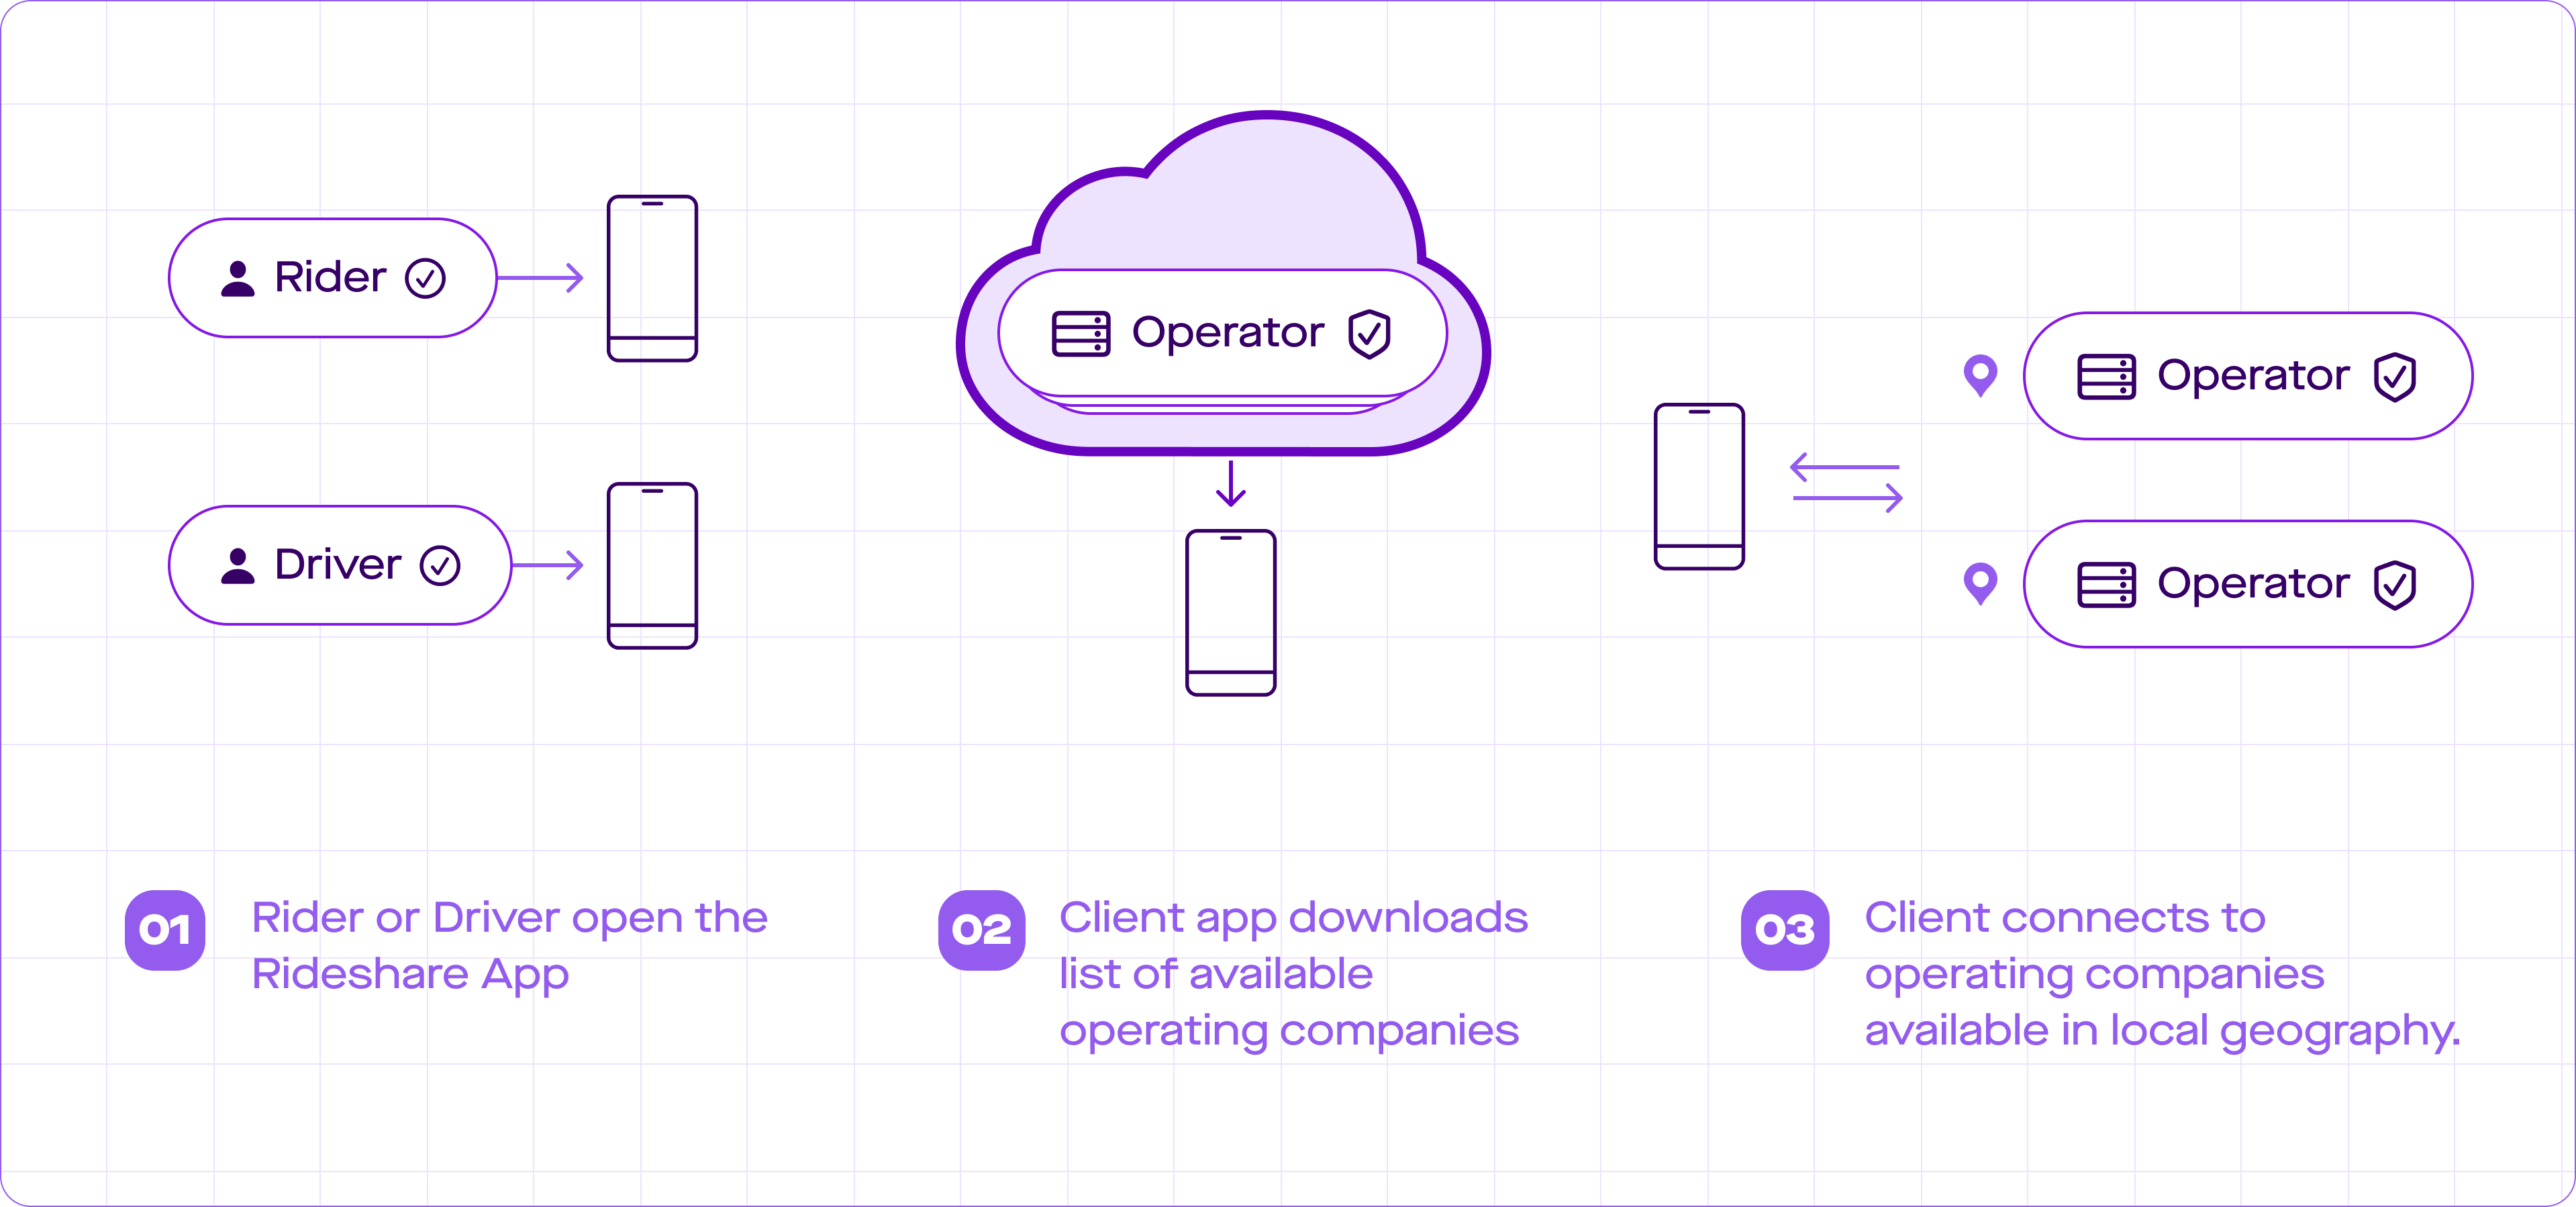 Rider
Driver
Operator
Operator
Operator
01
Rider or Driver open the
Rideshare App
02
Client app downloads
list of available
operating companies
03
Client connects to
operating companies
available in local geography.